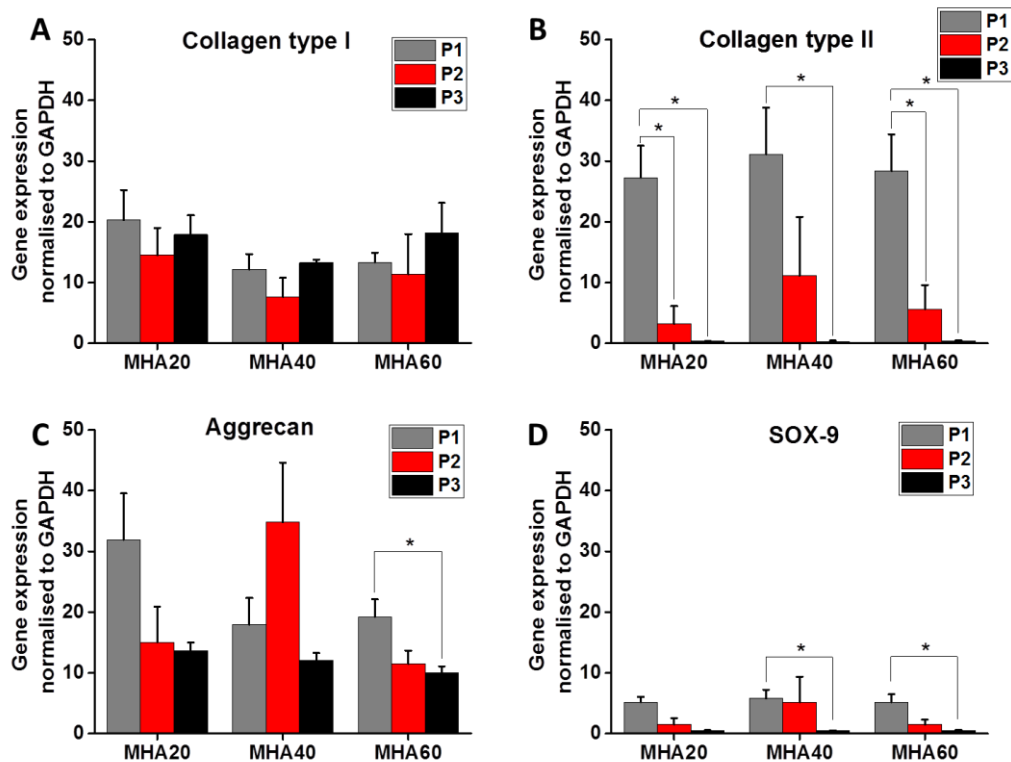 A
Collagen type I
P1
P2
P3
Gene expression
normalised to GAPDH
50
40
30
20
10
0
MHA20 MHA40 MHA60
B
Collagen type II
P1
P2
P3
Gene expression
normalised to GAPDH
50
40
30
20
10
0
* * * * *
MHA20 MHA40 MHA60
C
Aggrecan
P1
P2
P3
Gene expression
normalised to GAPDH
50
40
30
20
10
0
*
MHA20 MHA40 MHA60
D
SOX-9
P1
P2
P3
Gene expression
normalised to GAPDH
50
40
30
20
10
0
* *
MHA20 MHA40 MHA60